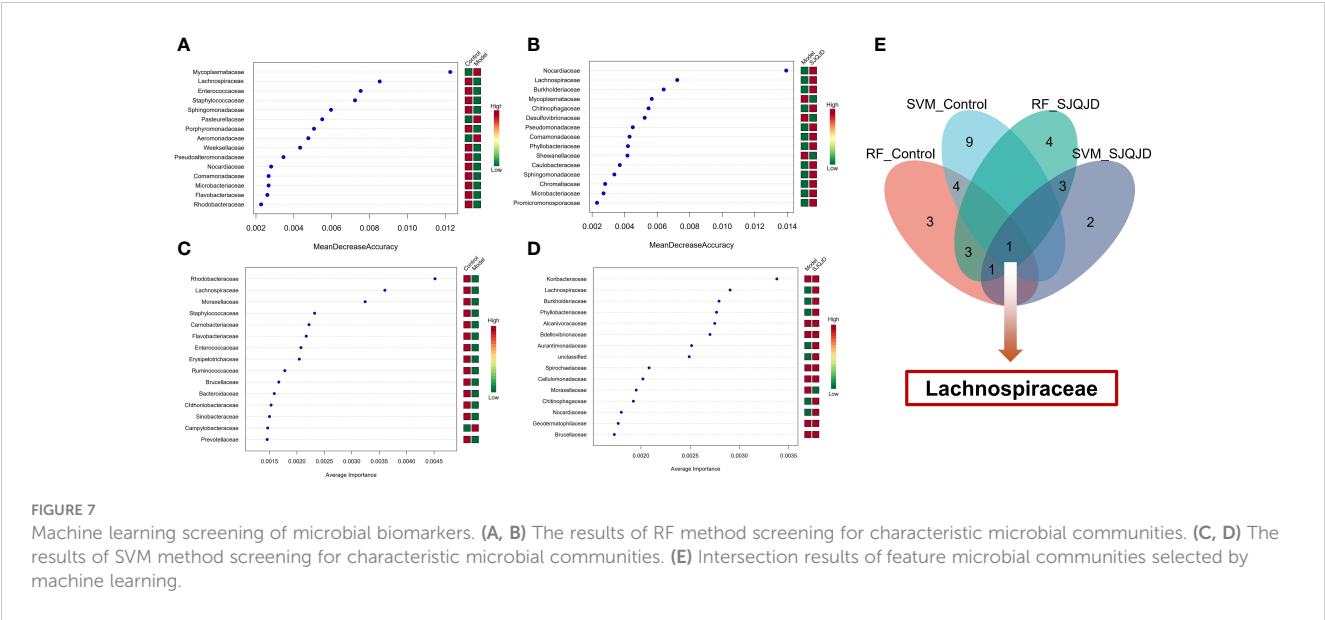 A
Control
Model
Mycoplasmataceae
Lachnospiraceae
Enterococcaceae
Staphylococcaceae
Sphingomonadaceae
Pasteurellaceae
Porphyromonadaceae
Aeromonadaceae
Weeksellaceae
Pseudoalteromonadaceae
Nocardiaceae
Comamonadaceae
Microbacteriaceae
Flavobacteriaceae
Rhodobacteraceae
0.002 0.004 0.006 0.008 0.010 0.012
MeanDecreaseAccuracy
High
Low
B
Model
SJQJD
Nocardiaceae
Lachnospiraceae
Burkholderiaceae
Mycoplasmataceae
Chitinophagaceae
Desulfovibrionaceae
Pseudomonadaceae
Comamonadaceae
Phyllobacteriaceae
Shewanellaceae
Caulobacteraceae
Sphingomonadaceae
Chromatiaceae
Microbacteriaceae
Promicromonosporaceae
0.002 0.004 0.006 0.008 0.010 0.012 0.014
MeanDecreaseAccuracy
High
Low
C
Control
Model
Rhodobacteraceae
Lachnospiraceae
Moraxellaceae
Staphylococcaceae
Carnobacteriaceae
Flavobacteriaceae
Enterococcaceae
Erysipelotrichaceae
Ruminococcaceae
Brucellaceae
Bacteroidaceae
Chthoniobacteraceae
Sinobacteraceae
Campylobacteraceae
Prevotellaceae
0.0015 0.0020 0.0025 0.0030 0.0035 0.0040 0.0045
Average Importance
High
Low
D
Model
SJQJD
Koribacteraceae
Lachnospiraceae
Burkholderiaceae
Phyllobacteriaceae
Alcanivoracaceae
Bdellovibrionaceae
Aurantimonadaceae
unclassified
Spirochaetaceae
Cellulomonadaceae
Moraxellaceae
Chitinophagaceae
Nocardiaceae
Geodermatophilaceae
Brucellaceae
0.0020 0.0025 0.0030 0.0035
Average Importance
High
Low
E
SVM_Control RF_SJQJD
RF_Control SVM_SJQJD
9 4
4 3
3 2
3 1
1
Lachnospiraceae
FIGURE 7
Machine learning screening of microbial biomarkers. (A, B) The results of RF method screening for characteristic microbial communities. (C, D) The
results of SVM method screening for characteristic microbial communities. (E) Intersection results of feature microbial communities selected by
machine learning.